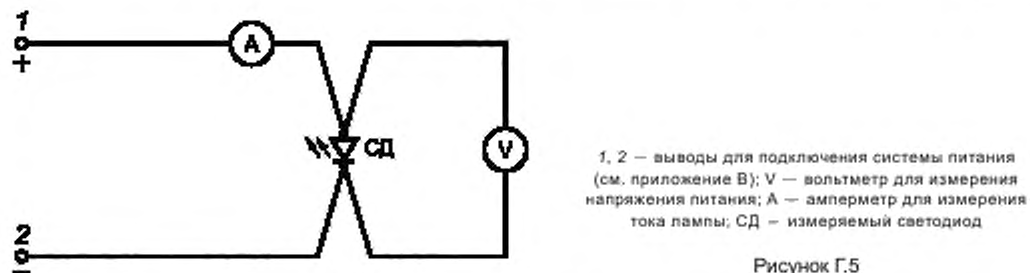 1
+
A
СД
V
2
–
1, 2 — выводы для подключения системы питания
(см. приложение В); V — вольтметр для измерения
напряжения питания; А — амперметр для измерения
тока лампы; СД – измеряемый светодиод
Рисунок Г.5